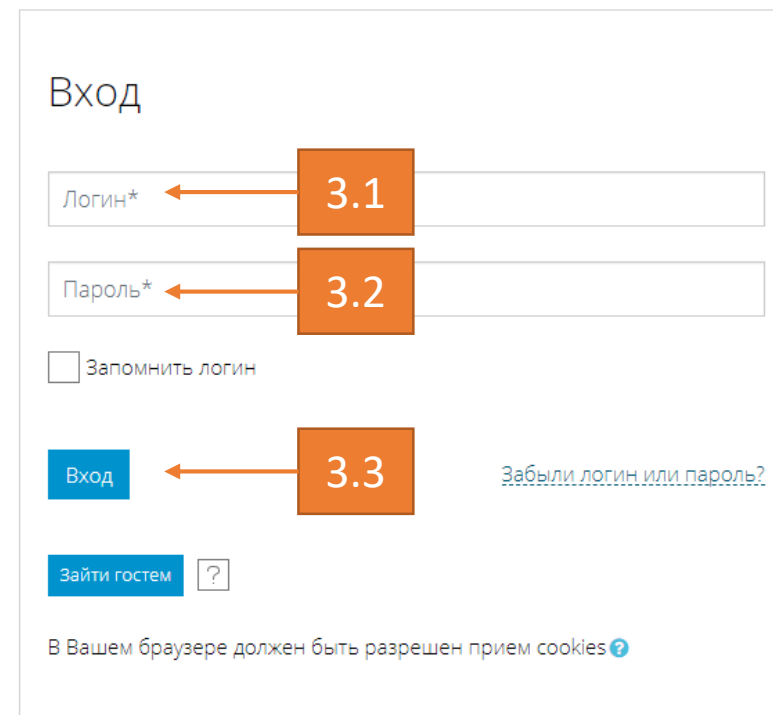 Вход
Логин* 3.1
Пароль* 3.2
Запомнить логин
Вход 3.3 Забыли логин или пароль?
Зайти гостем ?
В Вашем браузере должен быть разрешен прием cookies ?